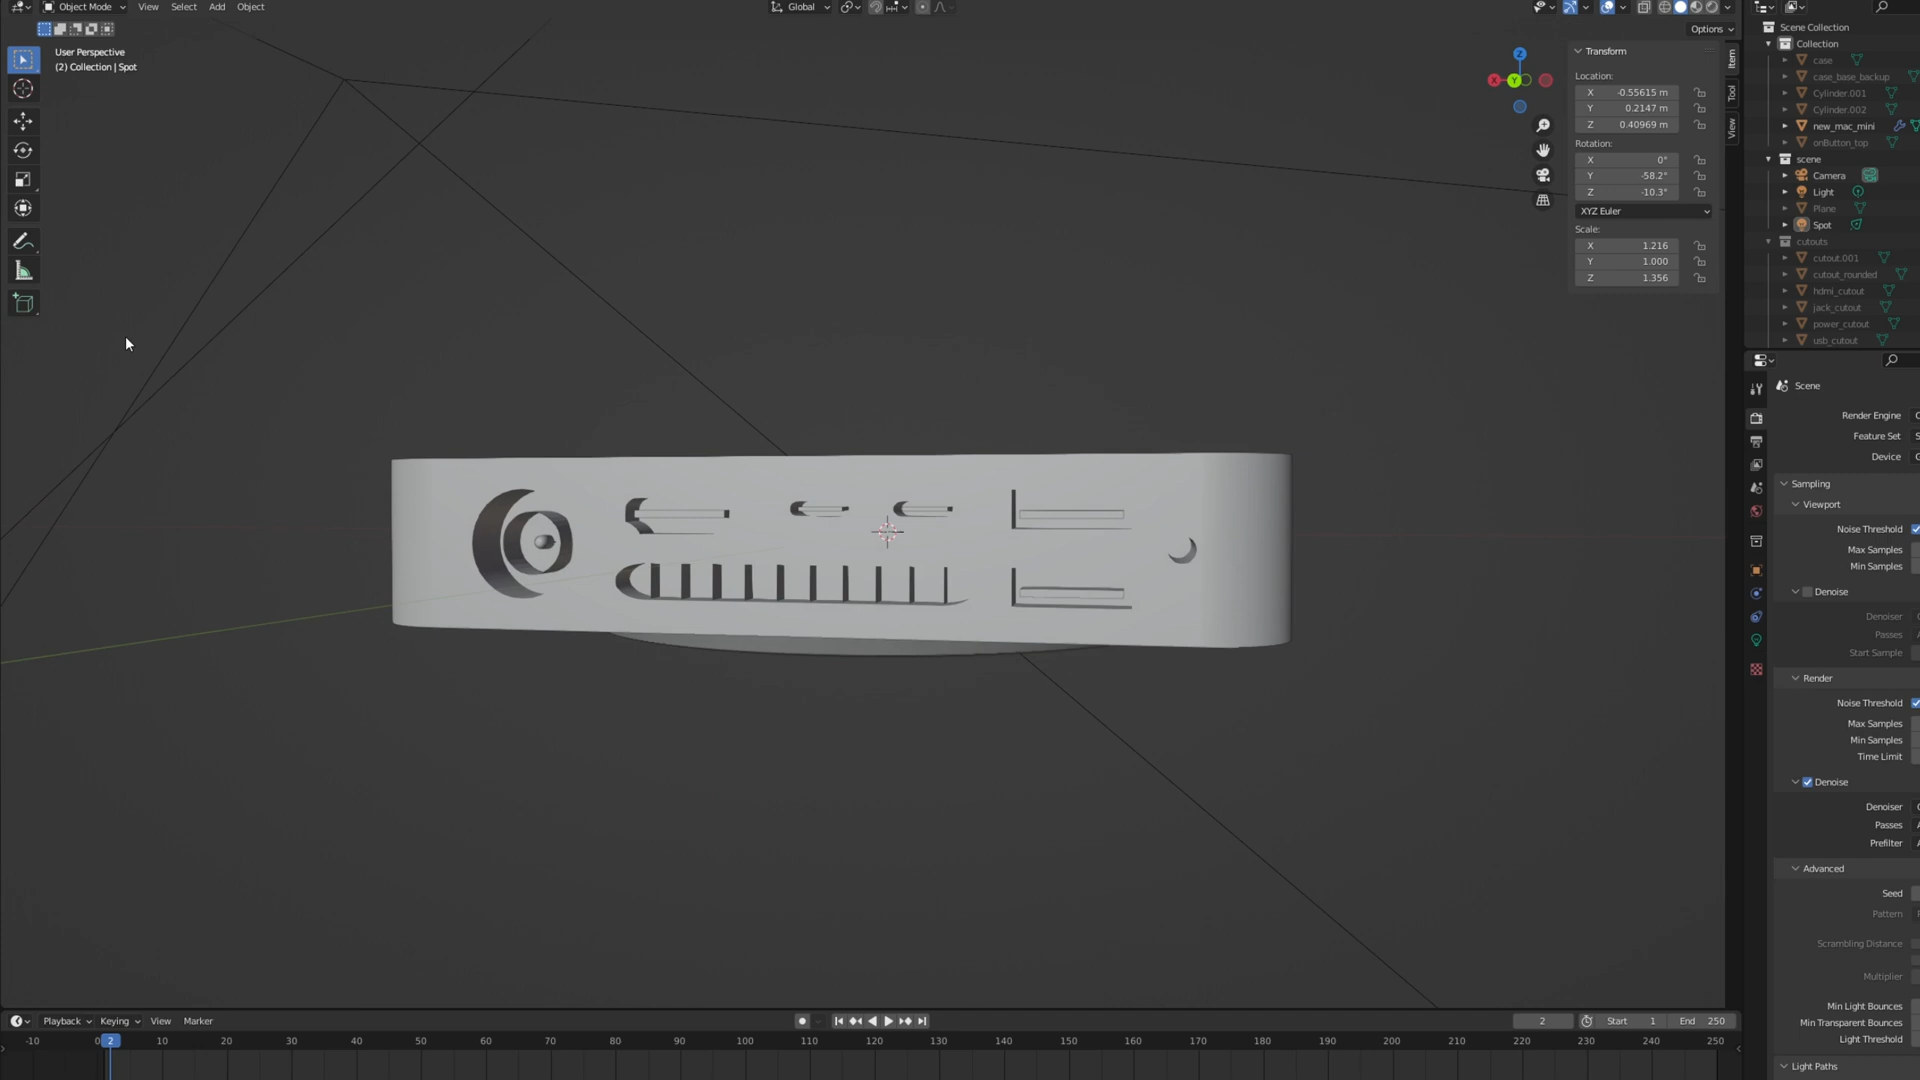 Object Mode View Select Add Object Global
Options
User Perspective
(2) Collection | Spot
Z
X
Y
Transform
Location:
X -0.55615 m
Y 0.2147 m
Z 0.40969 m
Rotation:
X 0°
Y -58.2°
Z -10.3°
XYZ Euler
Scale:
X 1.216
Y 1.000
Z 1.356
Item
Tool
View
Scene Collection
Collection
case
case_base_backup
Cylinder.001
Cylinder.002
new_mac_mini
onButton_top
scene
Camera
Light
Plane
Spot
cutouts
cutout.001
cutout_rounded
hdmi_cutout
jack_cutout
power_cutout
usb_cutout
Scene
Render Engine
Feature Set
Device
Sampling
Viewport
Noise Threshold
Max Samples
Min Samples
Denoise
Denoiser
Passes
Start Sample
Render
Noise Threshold
Max Samples
Min Samples
Time Limit
Denoise
Denoiser
Passes
Prefilter
Advanced
Seed
Pattern
Scrambling Distance
Multiplier
Min Light Bounces
Min Transparent Bounces
Light Threshold
Light Paths
Playback Keying View Marker 2 Start 1 End 250
-10 0 2 10 20 30 40 50 60 70 80 90 100 110 120 130 140 150 160 170 180 190 200 210 220 230 240 250